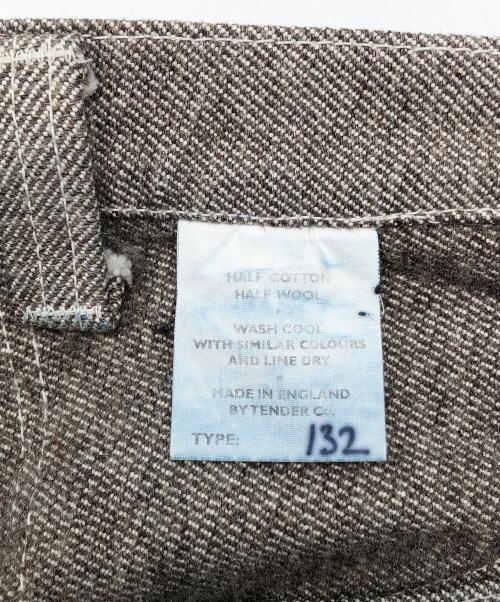 HALF COTTON
HALF WOOL
WASH COOL
WITH SIMILAR COLOURS
AND LINE DRY
MADE IN ENGLAND
BY TENDER Co.
TYPE: 132